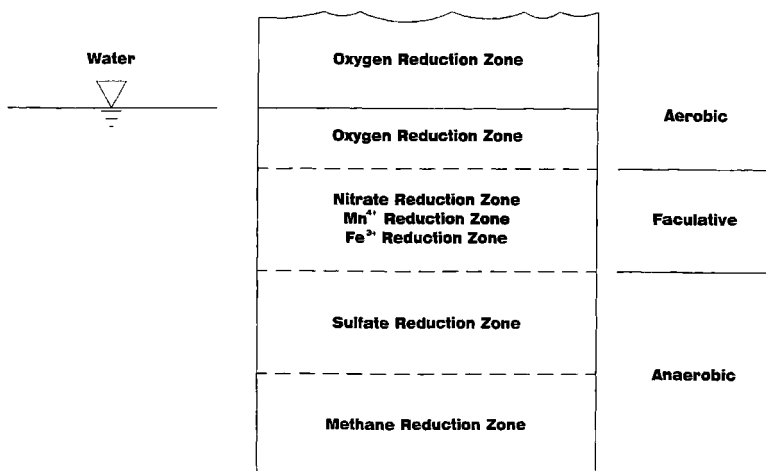 Water
Oxygen Reduction Zone
Oxygen Reduction Zone
Aerobic
Nitrate Reduction Zone
Mn⁴⁺ Reduction Zone
Fe³⁺ Reduction Zone
Faculative
Sulfate Reduction Zone
Anaerobic
Methane Reduction Zone